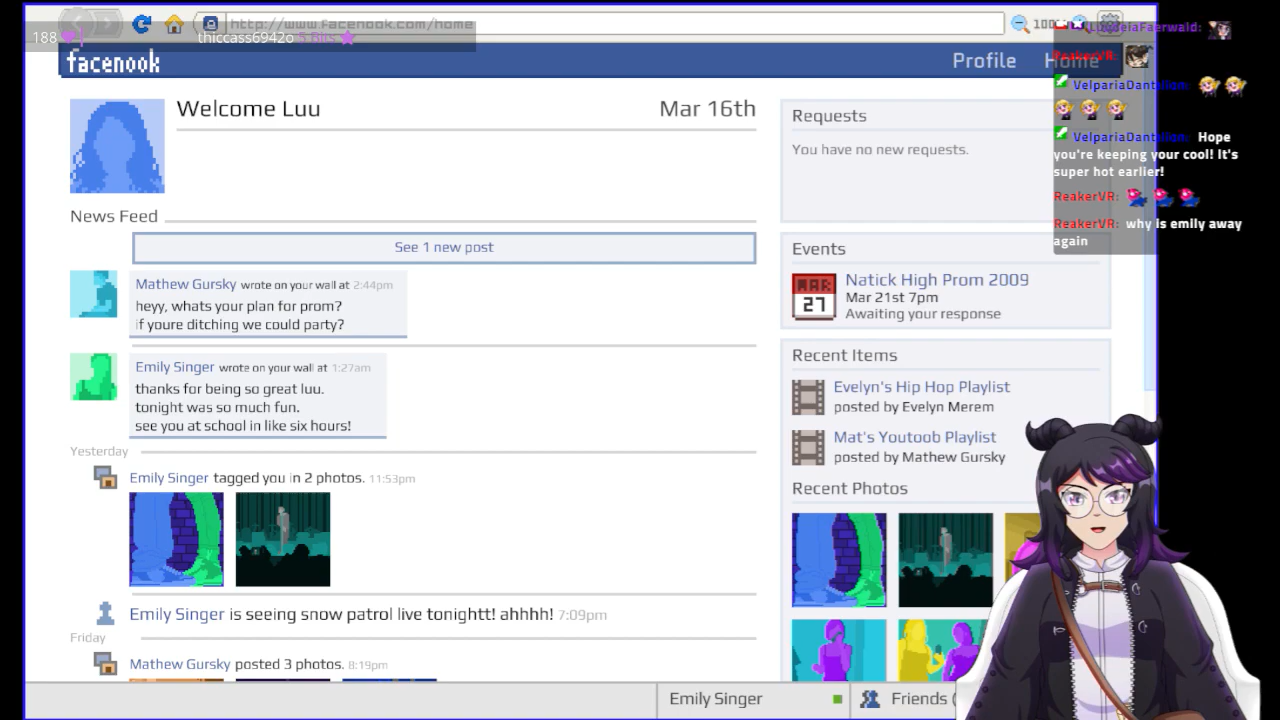 http://www.facenook.com/home
100%
188
thiccass6942o 5 Bits
facenook
Profile
Home
Welcome Luu
Mar 16th
News Feed
See 1 new post
Mathew Gursky wrote on your wall at 2:44pm
heyy, whats your plan for prom?
if youre ditching we could party?
Emily Singer wrote on your wall at 1:27am
thanks for being so great luu.
tonight was so much fun.
see you at school in like six hours!
Yesterday
Emily Singer tagged you in 2 photos. 11:53pm
Emily Singer is seeing snow patrol live tonightt! ahhhh! 7:09pm
Friday
Mathew Gursky posted 3 photos. 8:19pm
Requests
You have no new requests.
Events
MAR
27
Natick High Prom 2009
Mar 21st 7pm
Awaiting your response
Recent Items
Evelyn's Hip Hop Playlist
posted by Evelyn Merem
Mat's Youtoob Playlist
posted by Mathew Gursky
Recent Photos
Emily Singer
Friends (
ReakerVR:
VelpariaDantalion:
VelpariaDantalion: Hope
you're keeping your cool! It's
super hot earlier!
ReakerVR:
ReakerVR: why is emily away
again